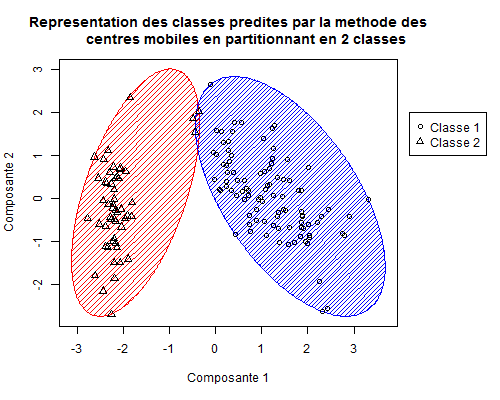 Representation des classes predites par la methode des
centres mobiles en partitionnant en 2 classes
3
2
1
0
-1
-2
Composante 2
Classe 1
Classe 2
-3 -2 -1 0 1 2 3
Composante 1